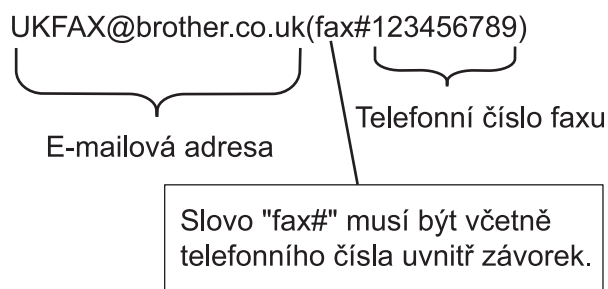 UKFAX@brother.co.uk(fax#123456789)
Telefonní číslo faxu
E-mailová adresa
Slovo "fax#" musí být včetně
telefonního čísla uvnitř závorek.